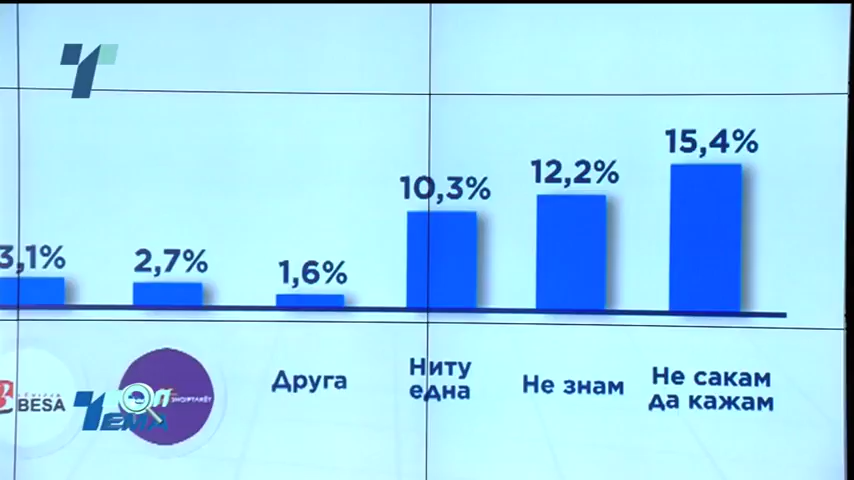 3,1%
2,7%
1,6%
10,3%
12,2%
15,4%
BESA
Друга
Ниту
една
Не знам
Не сакам
да кажам
ТЕМА